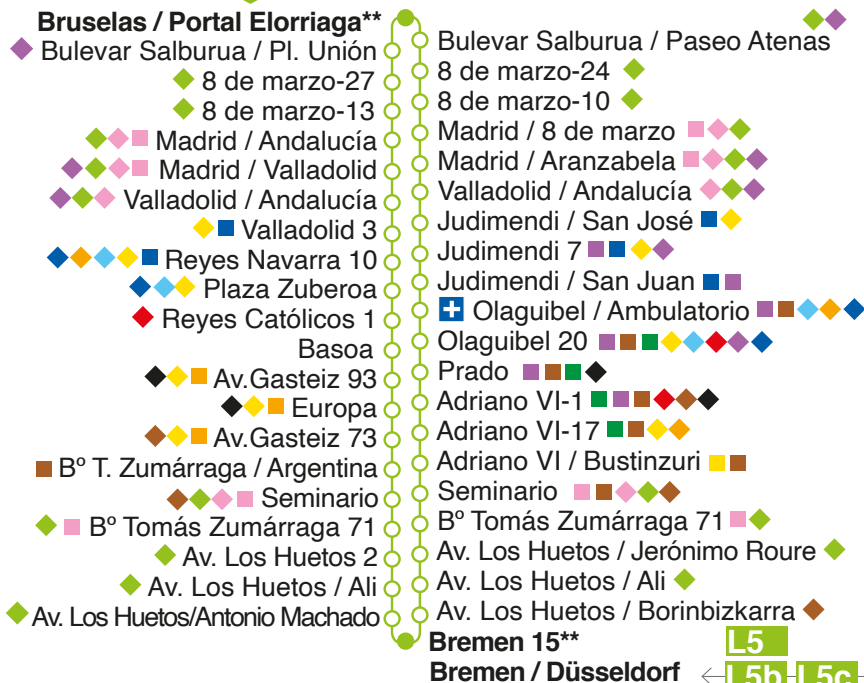 Bruselas / Portal Elorriaga**
Bulevar Salburua / Pl. Unión
8 de marzo-27
8 de marzo-13
Madrid / Andalucía
Madrid / Valladolid
Valladolid / Andalucía
Valladolid 3
Reyes Navarra 10
Plaza Zuberoa
Reyes Católicos 1
Basoa
Av.Gasteiz 93
Europa
Av.Gasteiz 73
Bº T. Zumárraga / Argentina
Seminario
Bº Tomás Zumárraga 71
Av. Los Huetos 2
Av. Los Huetos / Ali
Av. Los Huetos/Antonio Machado
Bulevar Salburua / Paseo Atenas
8 de marzo-24
8 de marzo-10
Madrid / 8 de marzo
Madrid / Aranzabela
Valladolid / Andalucía
Judimendi / San José
Judimendi 7
Judimendi / San Juan
Olaguibel / Ambulatorio
Olaguibel 20
Prado
Adriano VI-1
Adriano VI-17
Adriano VI / Bustinzuri
Seminario
Bº Tomás Zumárraga 71
Av. Los Huetos / Jerónimo Roure
Av. Los Huetos / Ali
Av. Los Huetos / Borinbizkarra
Bremen 15** L5
Bremen / Düsseldorf L5b L5c